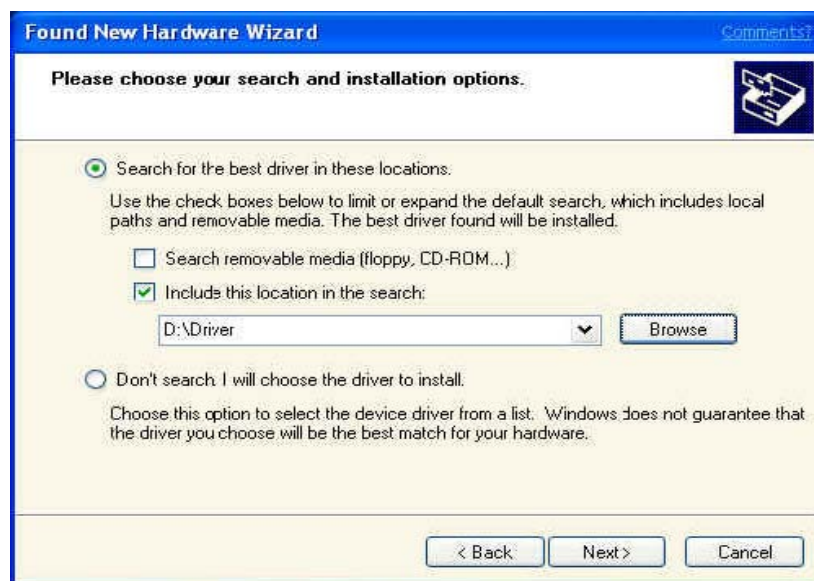 Found New Hardware Wizard
Comments?
Please choose your search and installation options.
Search for the best driver in these locations.
Use the check boxes below to limit or expand the default search, which includes local
paths and removable media. The best driver found will be installed.
Search removable media (floppy, CD-ROM...)
Include this location in the search:
D:\Driver
Browse
Don't search. I will choose the driver to install.
Choose this option to select the device driver from a list. Windows does not guarantee that
the driver you choose will be the best match for your hardware.
< Back
Next >
Cancel